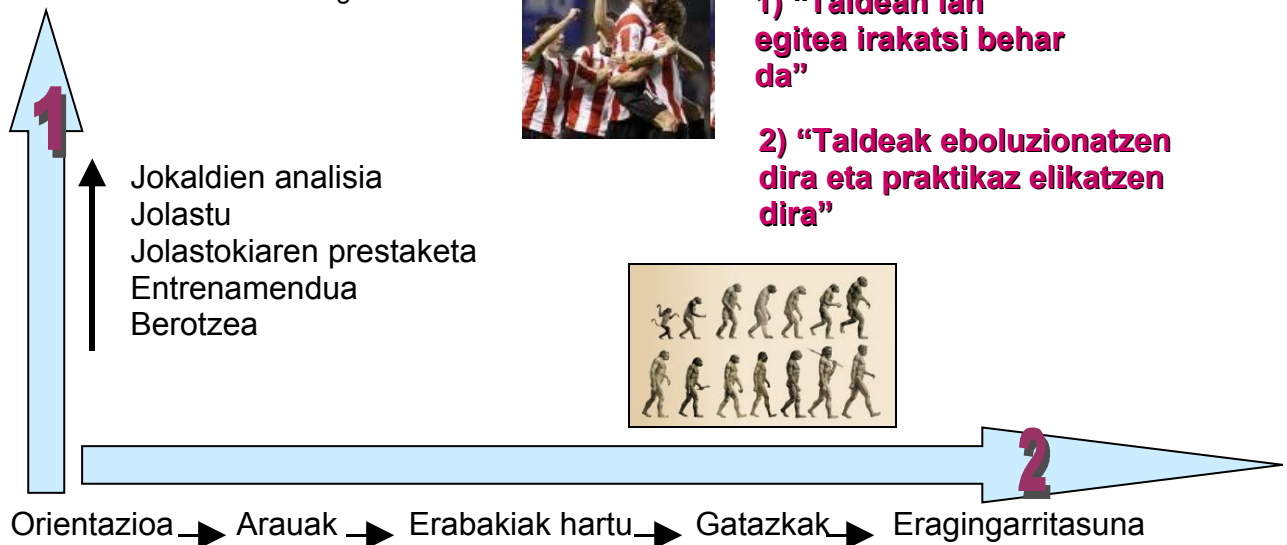 1) “Taldean lan
egitea irakatsi behar
da”
2) “Taldeak eboluzionatzen
dira eta praktikaz elikatzen
dira”
1
Jokaldien analisia
Jolastu
Jolastokiaren prestaketa
Entrenamendua
Berotzea
2
Orientazioa Arauak Erabakiak hartu Gatazkak Eragingarritasuna